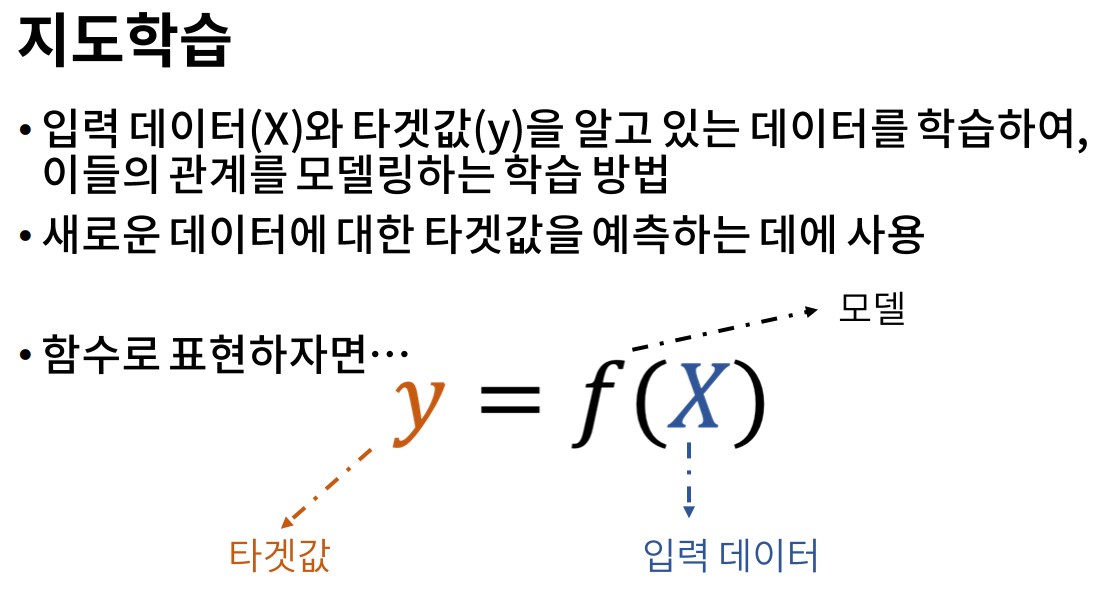 지도학습
• 입력 데이터(X)와 타겟값(y)을 알고 있는 데이터를 학습하여,
이들의 관계를 모델링하는 학습 방법
• 새로운 데이터에 대한 타겟값을 예측하는 데에 사용
모델
• 함수로 표현하자면…
y = f(X)
타겟값
입력 데이터